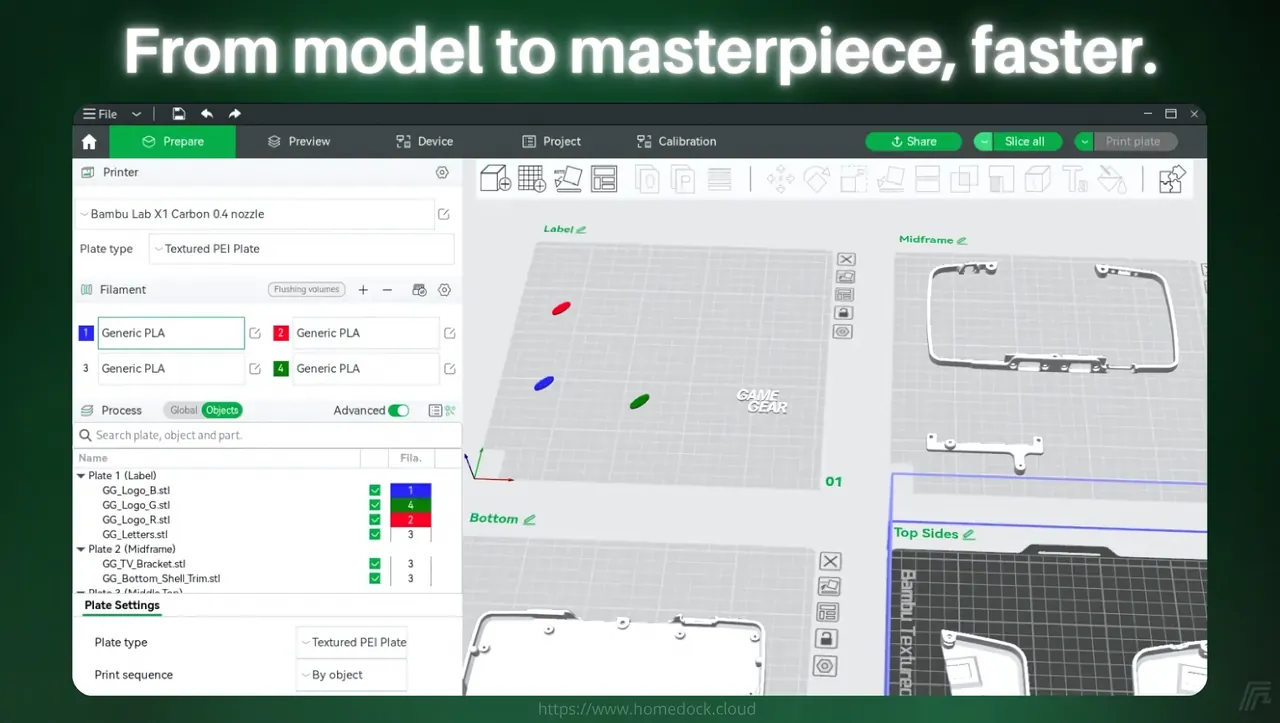 From model to masterpiece, faster.
File
Prepare
Preview
Device
Project
Calibration
Share
Slice all
Print plate
Printer
Bambu Lab X1 Carbon 0.4 nozzle
Plate type
Textured PEI Plate
Filament
Flushing volumes
1 Generic PLA
2 Generic PLA
3 Generic PLA
4 Generic PLA
Process
Global
Objects
Advanced
Search plate, object and part.
Name
Fila.
Plate 1 (Label)
GG_Logo_B.stl 1
GG_Logo_G.stl 4
GG_Logo_R.stl 2
GG_Letters.stl 3
Plate 2 (Midframe)
GG_TV_Bracket.stl 3
GG_Bottom_Shell_Trim.stl 3
Plate 3 (Middle Top)
Plate Settings
Plate type
Textured PEI Plate
Print sequence
By object
Label
GAME
GEAR
01
Midframe
Bottom
Top Sides
Bambu Textured
https://www.homedock.cloud